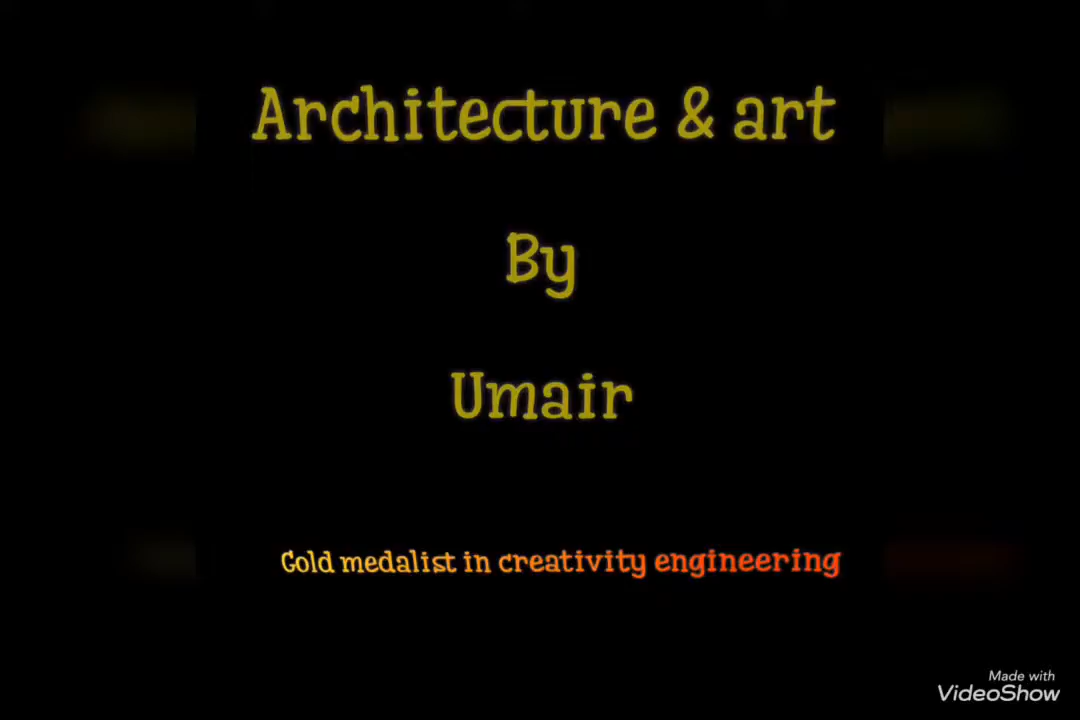 Architecture & art
By
Umair
Gold medalist in creativity engineering
Made with
VideoShow